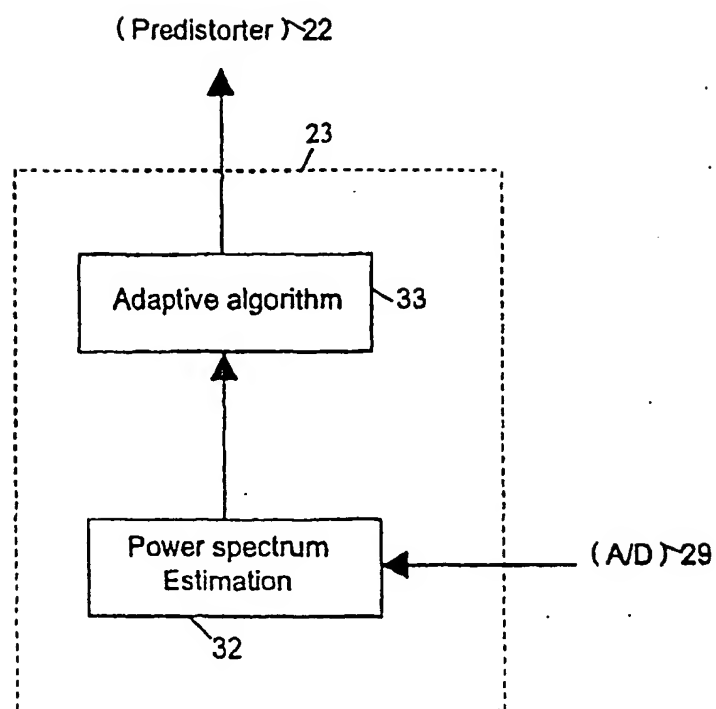 (Predistorter)~22
23
Adaptive algorithm
33
Power spectrum
Estimation
(A/D)~29
32